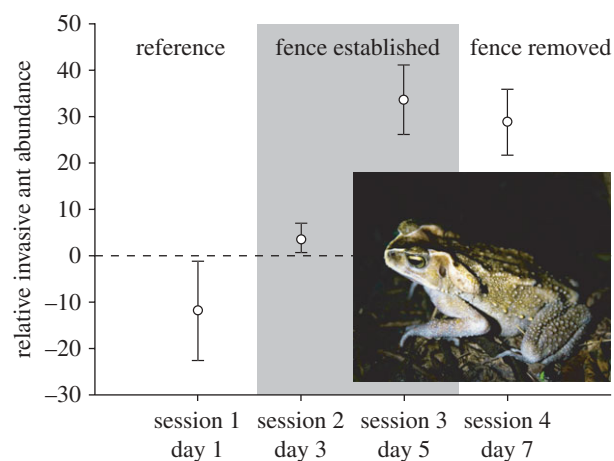 50
40
30
20
10
0
–10
–20
–30
relative invasive ant abundance
reference
fence established
fence removed
session 1
day 1
session 2
day 3
session 3
day 5
session 4
day 7